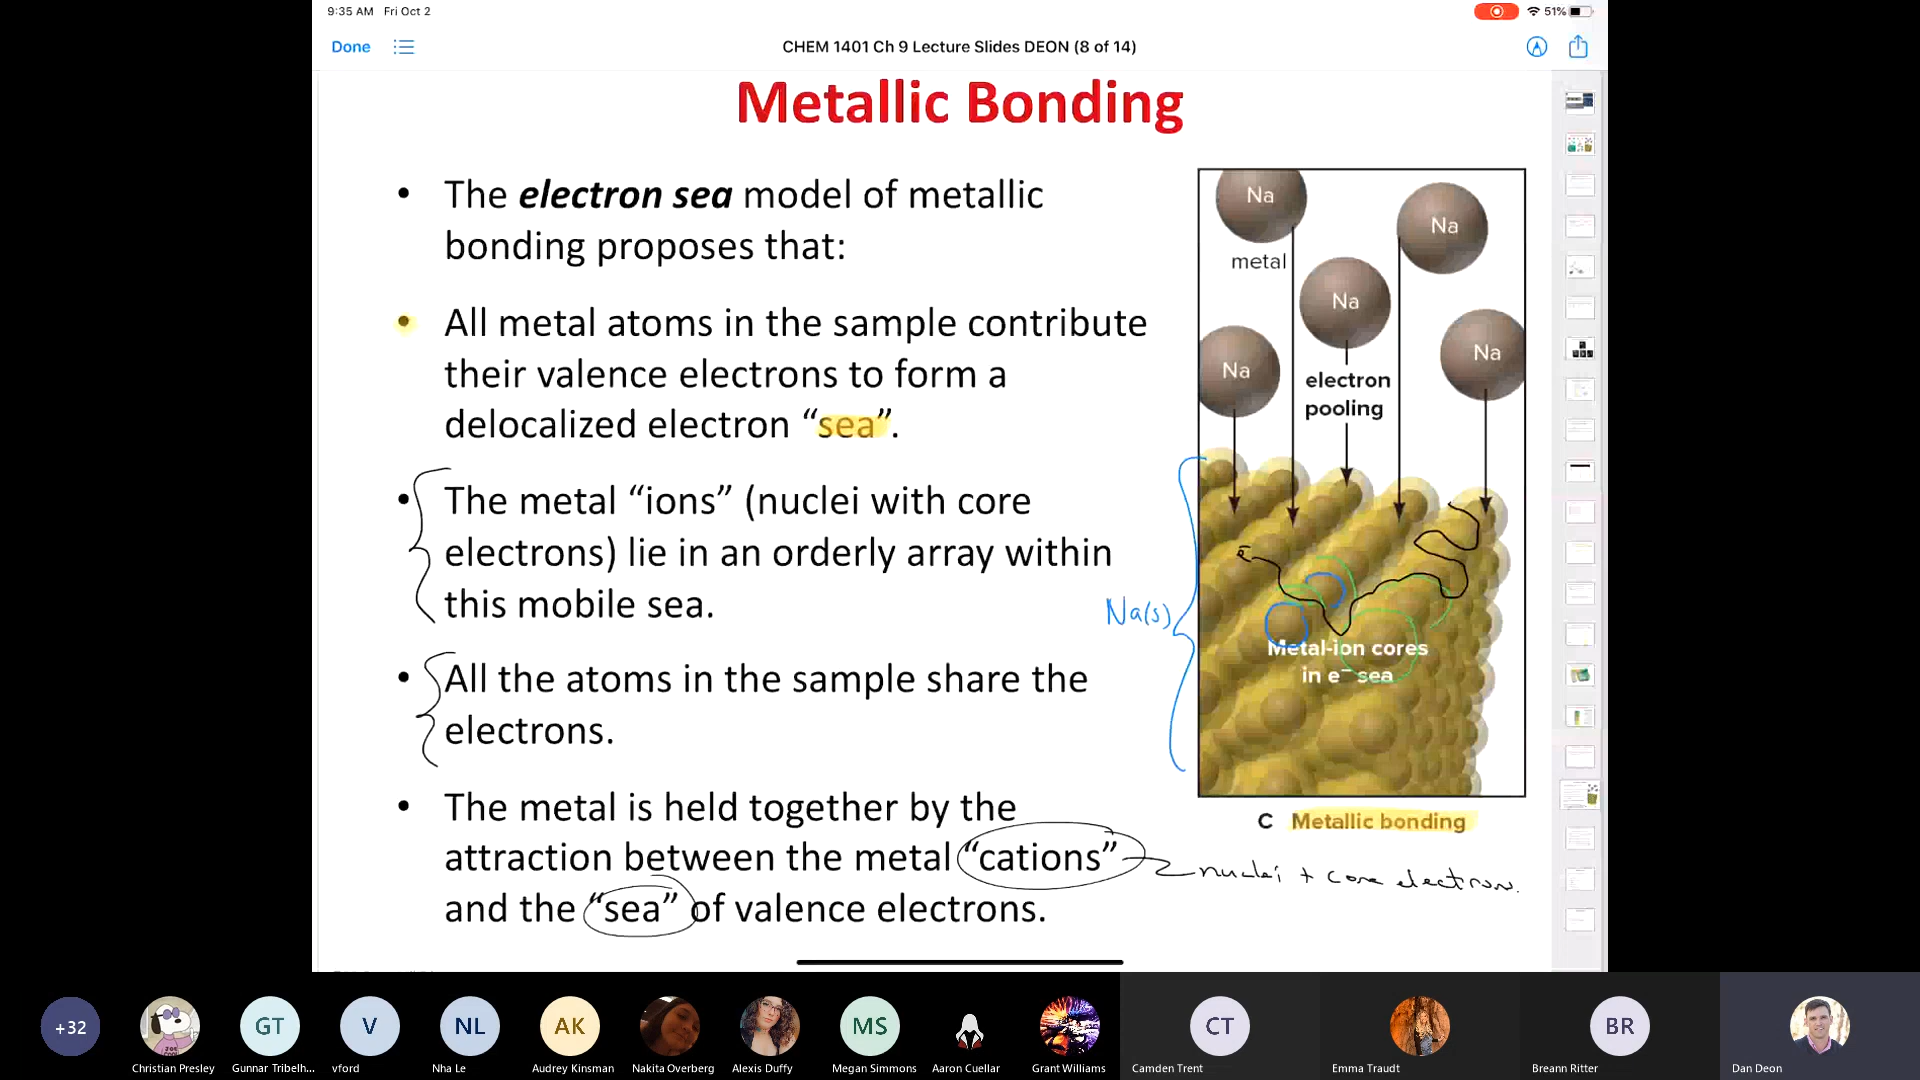 9:35 AM Fri Oct 2
51%
Done
CHEM 1401 Ch 9 Lecture Slides DEON (8 of 14)
Metallic Bonding
• The electron sea model of metallic
bonding proposes that:
• All metal atoms in the sample contribute
their valence electrons to form a
delocalized electron “sea”.
• The metal “ions” (nuclei with core
electrons) lie in an orderly array within
this mobile sea.
• All the atoms in the sample share the
electrons.
• The metal is held together by the
attraction between the metal “cations”
and the “sea” of valence electrons.
Na
Na
metal
Na
Na
Na
electron
pooling
Na(s)
Metal-ion cores
in e⁻ sea
C Metallic bonding
nuclei + core electrons.
+32
GT
V
NL
AK
MS
CT
BR
Christian Presley
Gunnar Tribelh...
vford
Nha Le
Audrey Kinsman
Nakita Overberg
Alexis Duffy
Megan Simmons
Aaron Cuellar
Grant Williams
Camden Trent
Emma Traudt
Breann Ritter
Dan Deon